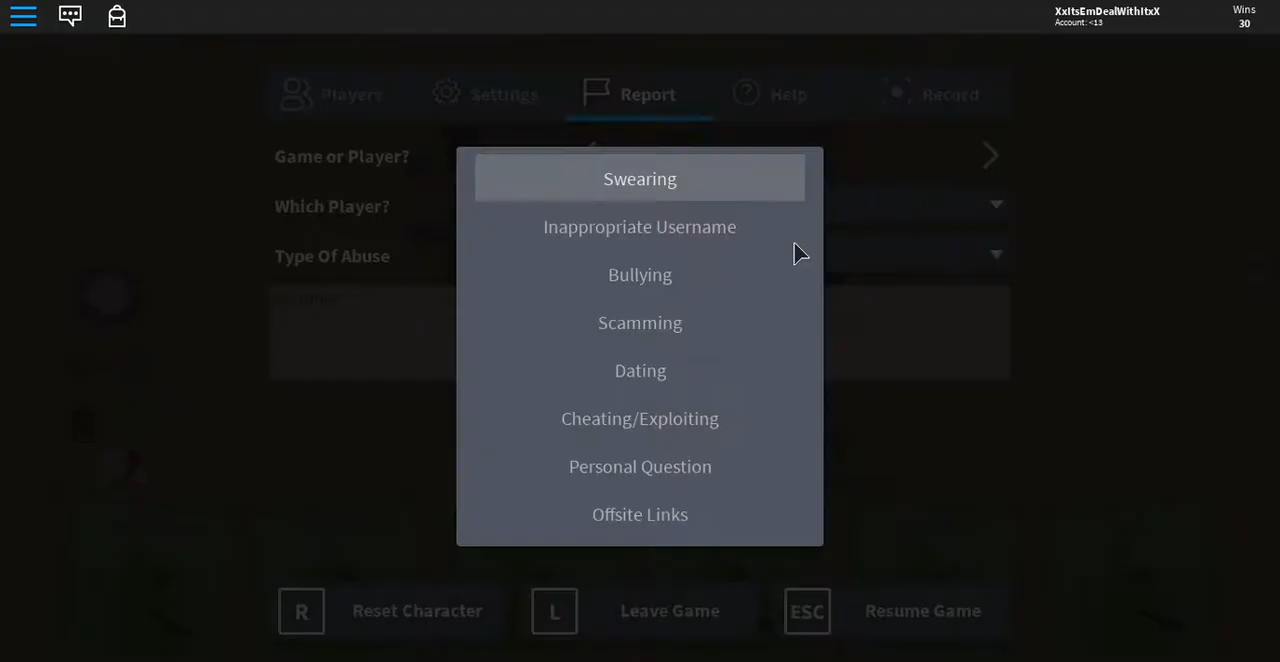 XxItsEmDealWithItxX
Account: <13
Wins
30
Players
Settings
Report
Help
Record
Game or Player?
Which Player?
Type Of Abuse
Swearing
Inappropriate Username
Bullying
Scamming
Dating
Cheating/Exploiting
Personal Question
Offsite Links
R Reset Character
L Leave Game
ESC Resume Game